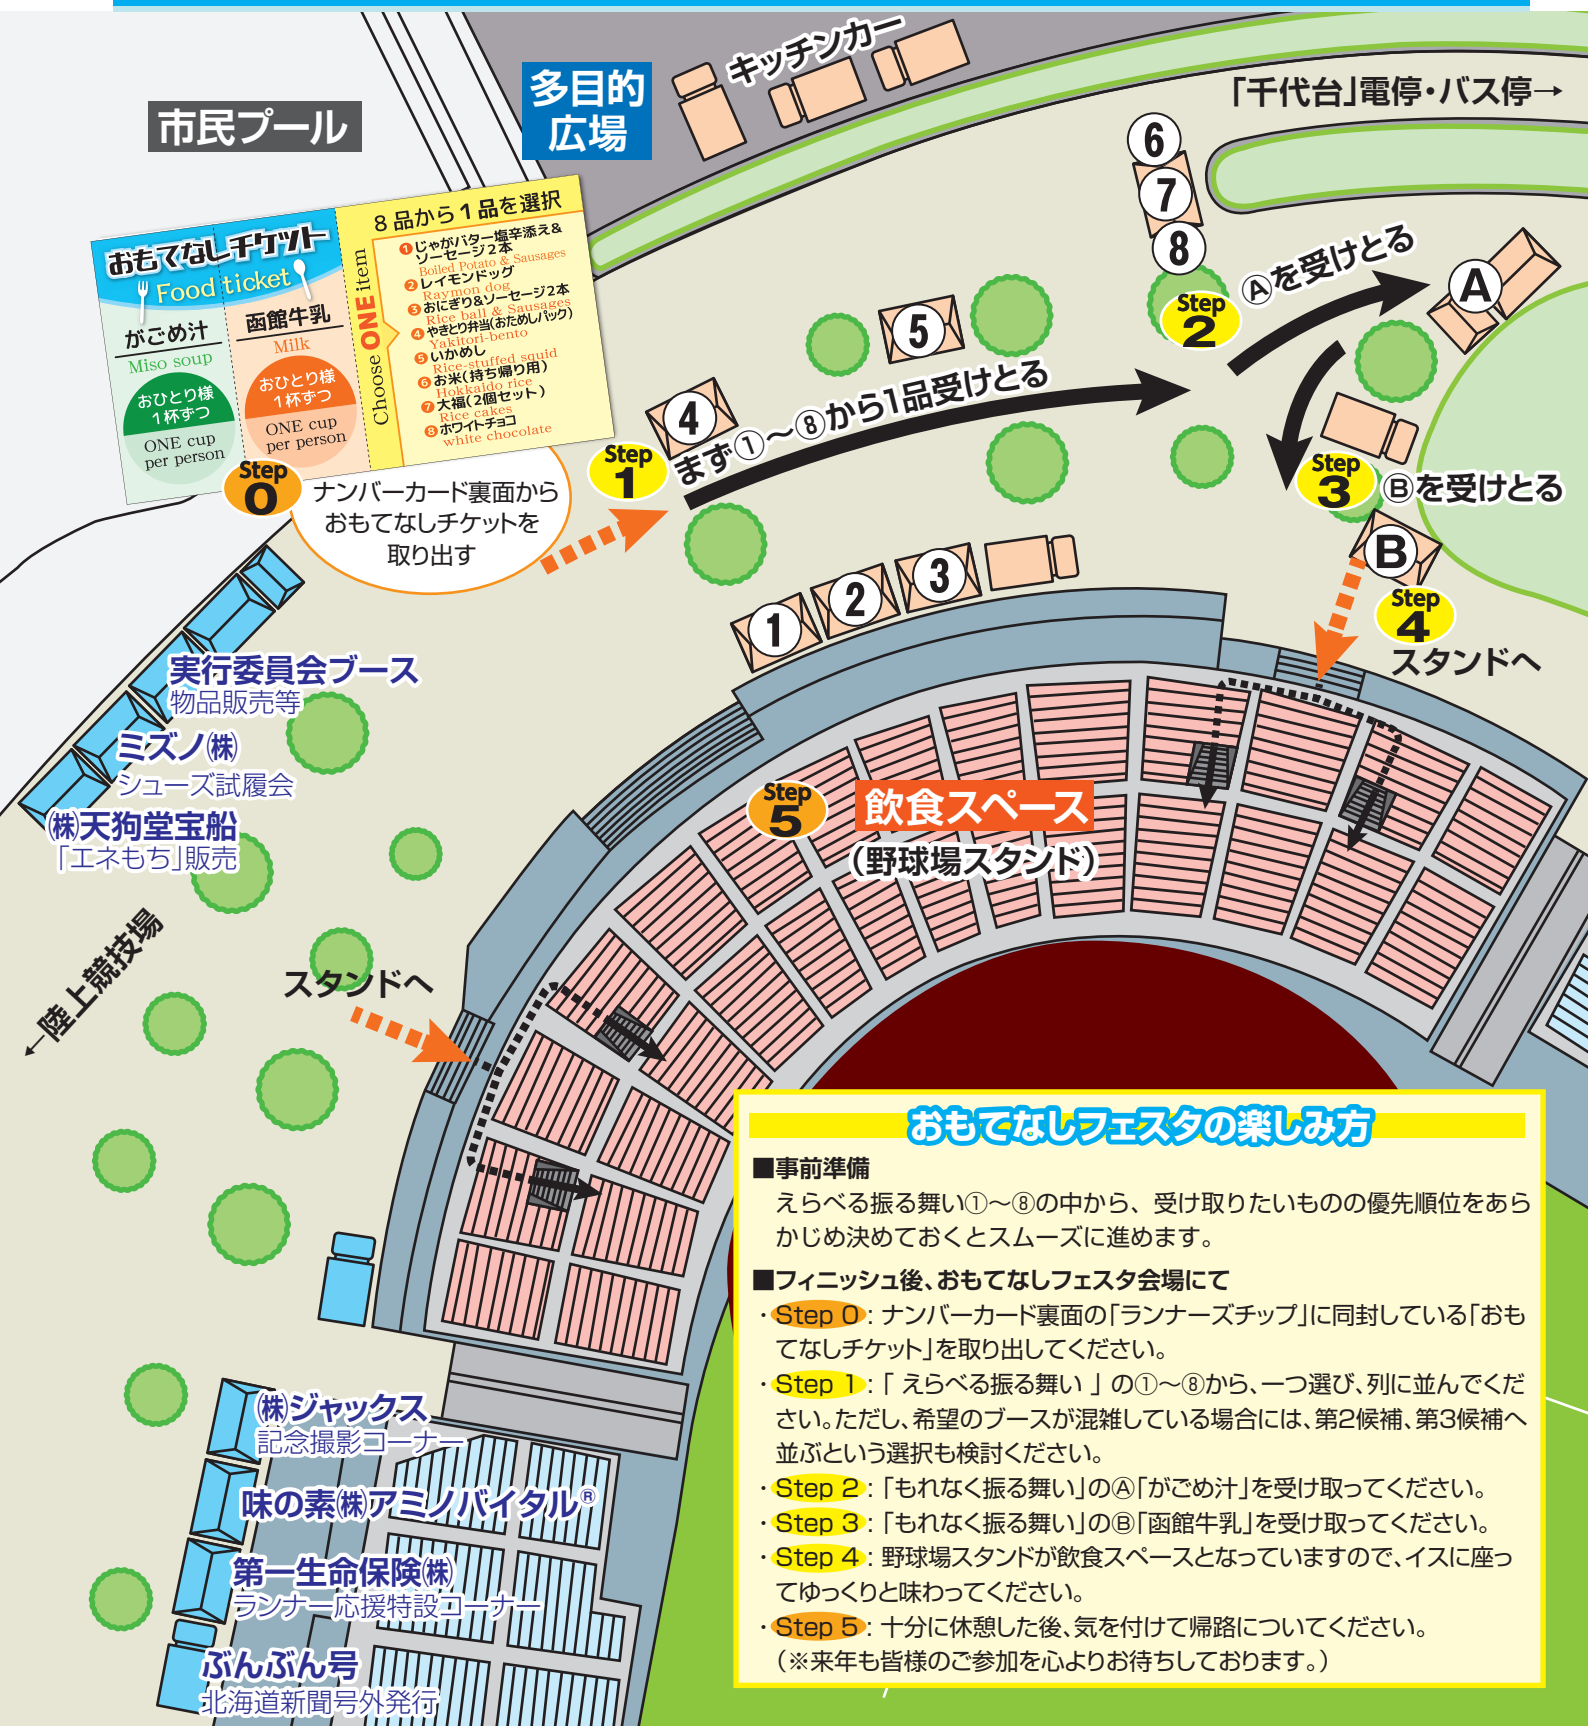 市民プール
多目的
広場
キッチンカー
「千代台」電停・バス停→
おもてなしチケット
Food ticket
がごめ汁
Miso soup
おひとり様
1杯ずつ
ONE cup
per person
函館牛乳
Milk
おひとり様
1杯ずつ
ONE cup
per person
8品から1品を選択
Choose ONE item
❶じゃがバター塩辛添え&
ソーセージ2本
Boiled Potato & Sausages
❷レイモンドッグ
Raymon dog
❸おにぎり&ソーセージ2本
Rice ball & Sausages
❹やきとり弁当(おためしパック)
Yakitori-bento
❺いかめし
Rice-stuffed squid
❻お米(持ち帰り用)
Hokkaido rice
❼大福(2個セット)
Rice cakes
❽ホワイトチョコ
white chocolate
Step
0
ナンバーカード裏面から
おもてなしチケットを
取り出す
Step
1
まず①～⑧から1品受けとる
4
5
6
7
8
Step
2
Ⓐを受けとる
A
Step
3
Ⓑを受けとる
B
Step
4
スタンドへ
1
2
3
実行委員会ブース
物品販売等
ミズノ㈱
シューズ試履会
㈱天狗堂宝船
「エネもち」販売
←陸上競技場
スタンドへ
Step
5
飲食スペース
(野球場スタンド)
㈱ジャックス
記念撮影コーナー
味の素㈱アミノバイタル®
第一生命保険㈱
ランナー応援特設コーナー
ぶんぶん号
北海道新聞号外発行
おもてなしフェスタの楽しみ方
■事前準備
えらべる振る舞い①～⑧の中から、受け取りたいものの優先順位をあら
かじめ決めておくとスムーズに進めます。
■フィニッシュ後、おもてなしフェスタ会場にて
・Step 0：ナンバーカード裏面の「ランナーズチップ」に同封している「おも
てなしチケット」を取り出してください。
・Step 1：「 えらべる振る舞い 」の①～⑧から、一つ選び、列に並んでくだ
さい。ただし、希望のブースが混雑している場合には、第2候補、第3候補へ
並ぶという選択も検討ください。
・Step 2：「もれなく振る舞い」のⒶ「がごめ汁」を受け取ってください。
・Step 3：「もれなく振る舞い」のⒷ「函館牛乳」を受け取ってください。
・Step 4：野球場スタンドが飲食スペースとなっていますので、イスに座っ
てゆっくりと味わってください。
・Step 5：十分に休憩した後、気を付けて帰路についてください。
(※来年も皆様のご参加を心よりお待ちしております。)